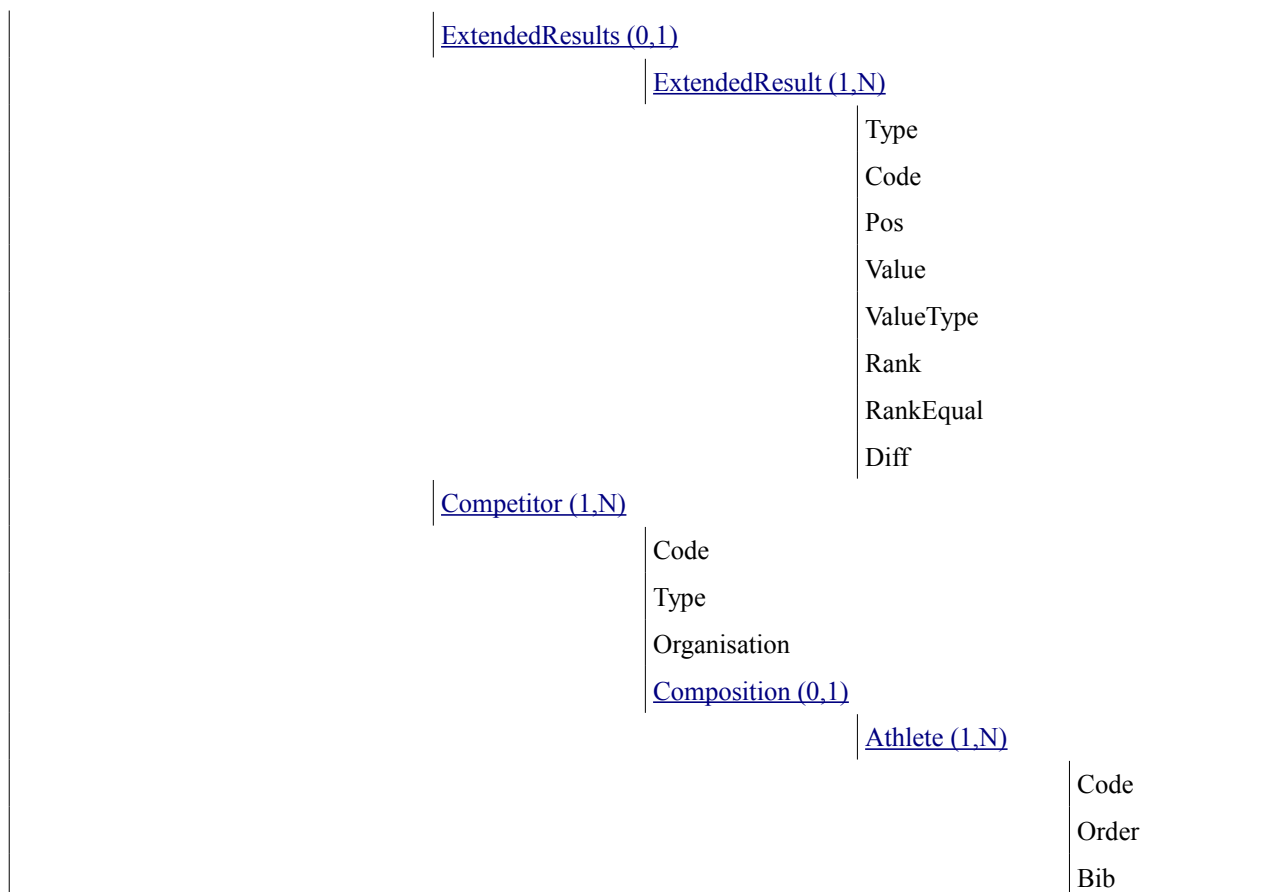 ExtendedResults (0,1)
ExtendedResult (1,N)
Type
Code
Pos
Value
ValueType
Rank
RankEqual
Diff
Competitor (1,N)
Code
Type
Organisation
Composition (0,1)
Athlete (1,N)
Code
Order
Bib